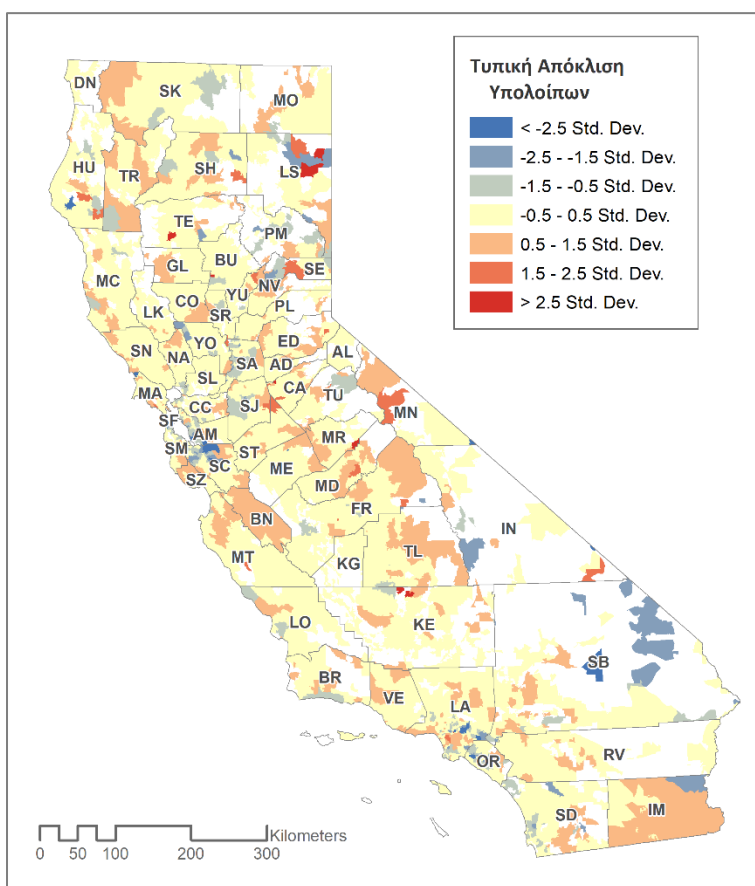 Τυπική Απόκλιση
Υπολοίπων
< -2.5 Std. Dev.
-2.5 - -1.5 Std. Dev.
-1.5 - -0.5 Std. Dev.
-0.5 - 0.5 Std. Dev.
0.5 - 1.5 Std. Dev.
1.5 - 2.5 Std. Dev.
> 2.5 Std. Dev.
DN
SK
MO
HU
TR
SH
LS
TE
PM
MC
GL
BU
SE
NV
CO
YU
PL
LK
SR
SN
NA
YO
ED
AL
SA
AD
MA
SL
CA
TU
CC
SJ
MN
SF
AM
MR
SM
SC
ST
SZ
ME
MD
FR
BN
IN
MT
KG
TL
LO
KE
SB
BR
VE
LA
OR
RV
SD
IM
Kilometers
0 50 100 200 300